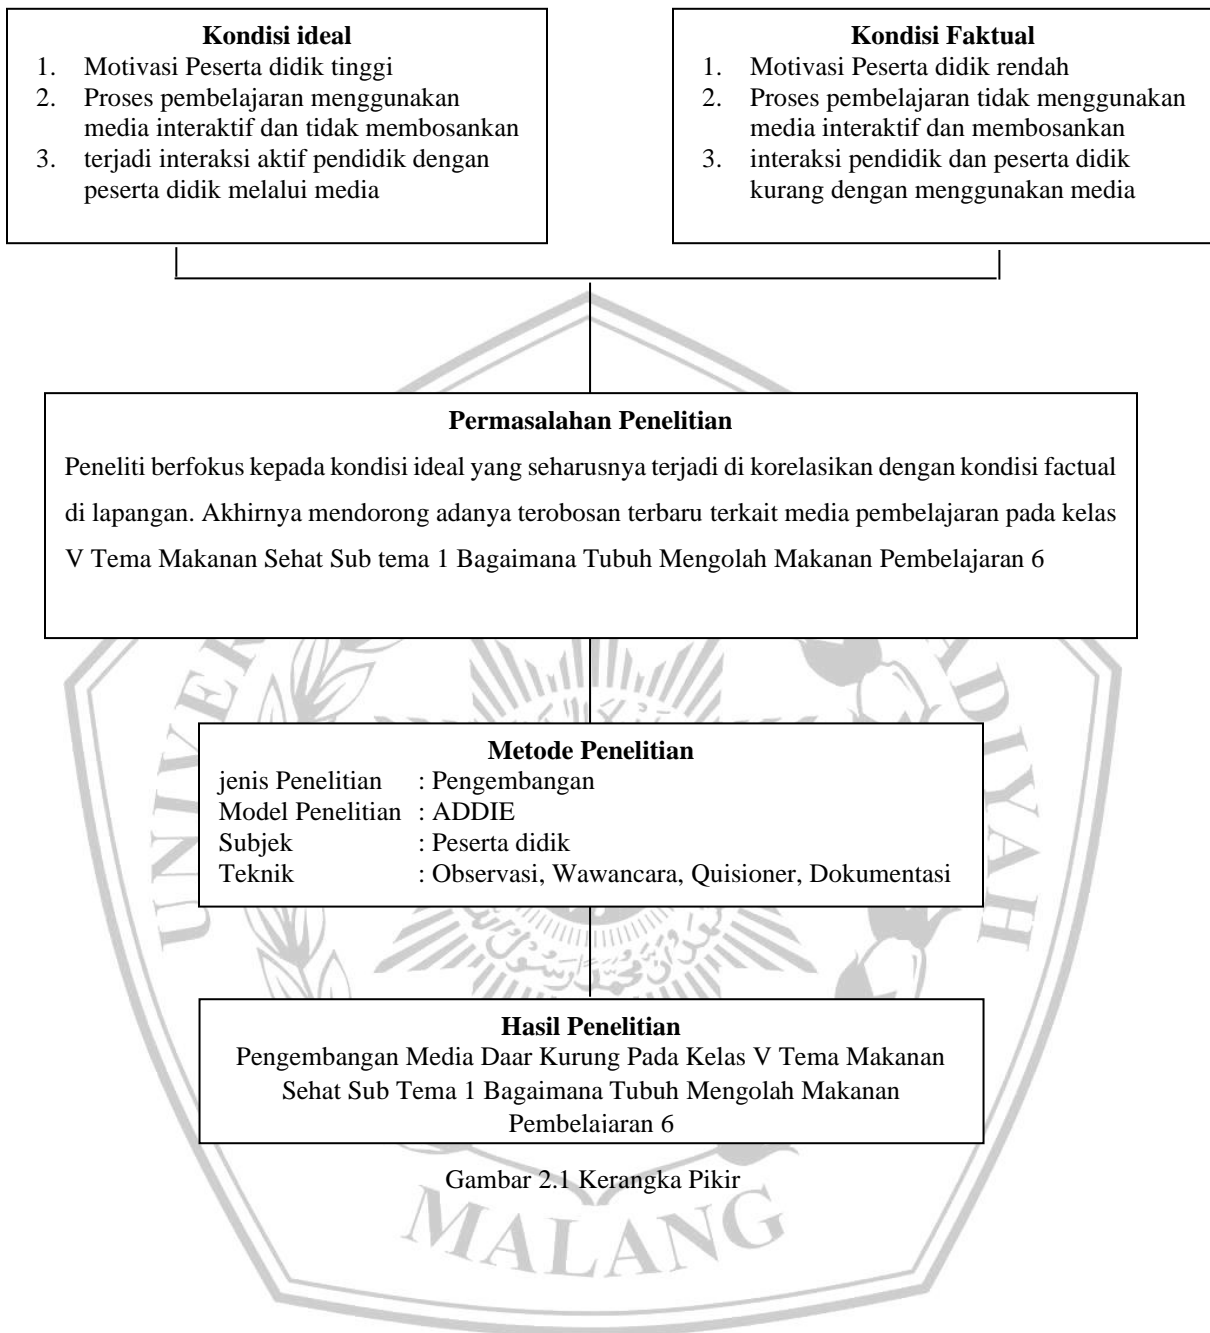 Kondisi ideal
1. Motivasi Peserta didik tinggi
2. Proses pembelajaran menggunakan
media interaktif dan tidak membosankan
3. terjadi interaksi aktif pendidik dengan
peserta didik melalui media
Kondisi Faktual
1. Motivasi Peserta didik rendah
2. Proses pembelajaran tidak menggunakan
media interaktif dan membosankan
3. interaksi pendidik dan peserta didik
kurang dengan menggunakan media
Permasalahan Penelitian
Peneliti berfokus kepada kondisi ideal yang seharusnya terjadi di korelasikan dengan kondisi factual
di lapangan. Akhirnya mendorong adanya terobosan terbaru terkait media pembelajaran pada kelas
V Tema Makanan Sehat Sub tema 1 Bagaimana Tubuh Mengolah Makanan Pembelajaran 6
Metode Penelitian
jenis Penelitian : Pengembangan
Model Penelitian : ADDIE
Subjek : Peserta didik
Teknik : Observasi, Wawancara, Quisioner, Dokumentasi
Hasil Penelitian
Pengembangan Media Daar Kurung Pada Kelas V Tema Makanan
Sehat Sub Tema 1 Bagaimana Tubuh Mengolah Makanan
Pembelajaran 6
Gambar 2.1 Kerangka Pikir
UNIVER
ADIYAH
MALANG